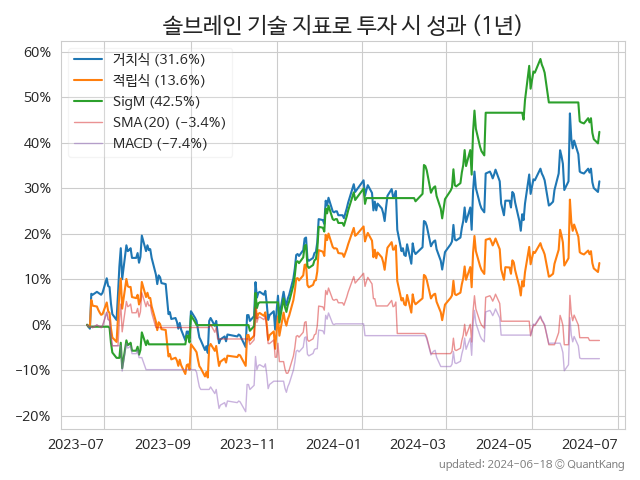 솔브레인 기술 지표로 투자 시 성과 (1년)
60%
50%
40%
30%
20%
10%
0%
−10%
−20%
거치식 (31.6%)
적립식 (13.6%)
SigM (42.5%)
SMA(20) (−3.4%)
MACD (−7.4%)
2023-07
2023-09
2023-11
2024-01
2024-03
2024-05
2024-07
updated: 2024-06-18 © QuantKang